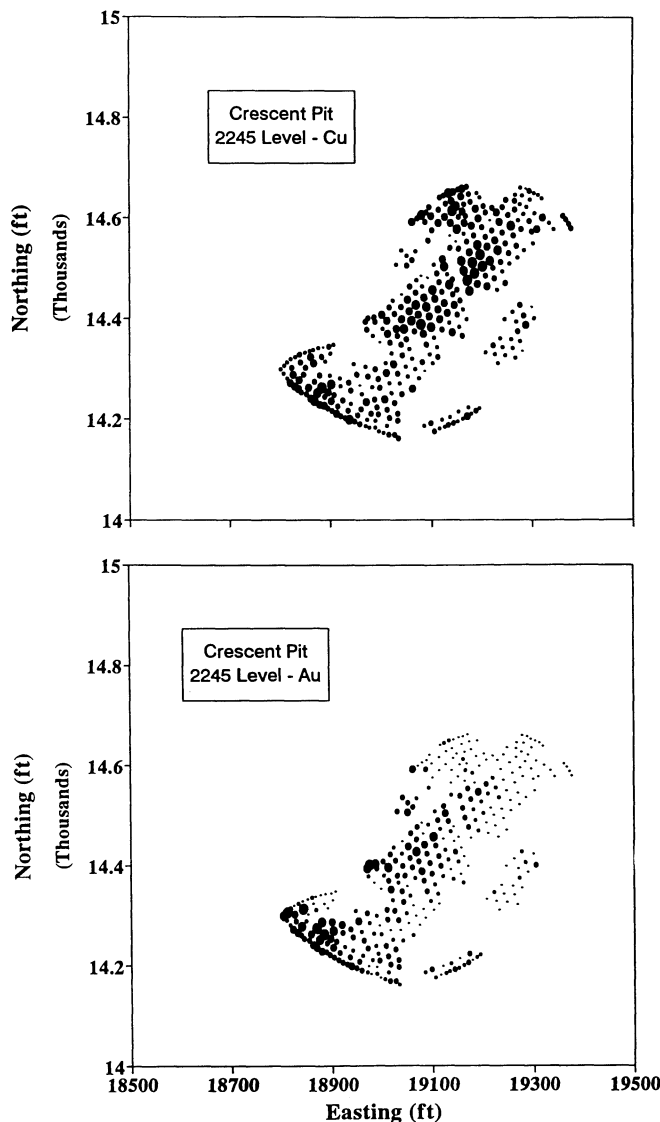 15
Crescent Pit
2245 Level - Cu
14.8
14.6
Northing (ft)
(Thousands)
14.4
14.2
14
15
Crescent Pit
2245 Level - Au
14.8
14.6
Northing (ft)
(Thousands)
14.4
14.2
14
18500 18700 18900 19100 19300 19500
Easting (ft)